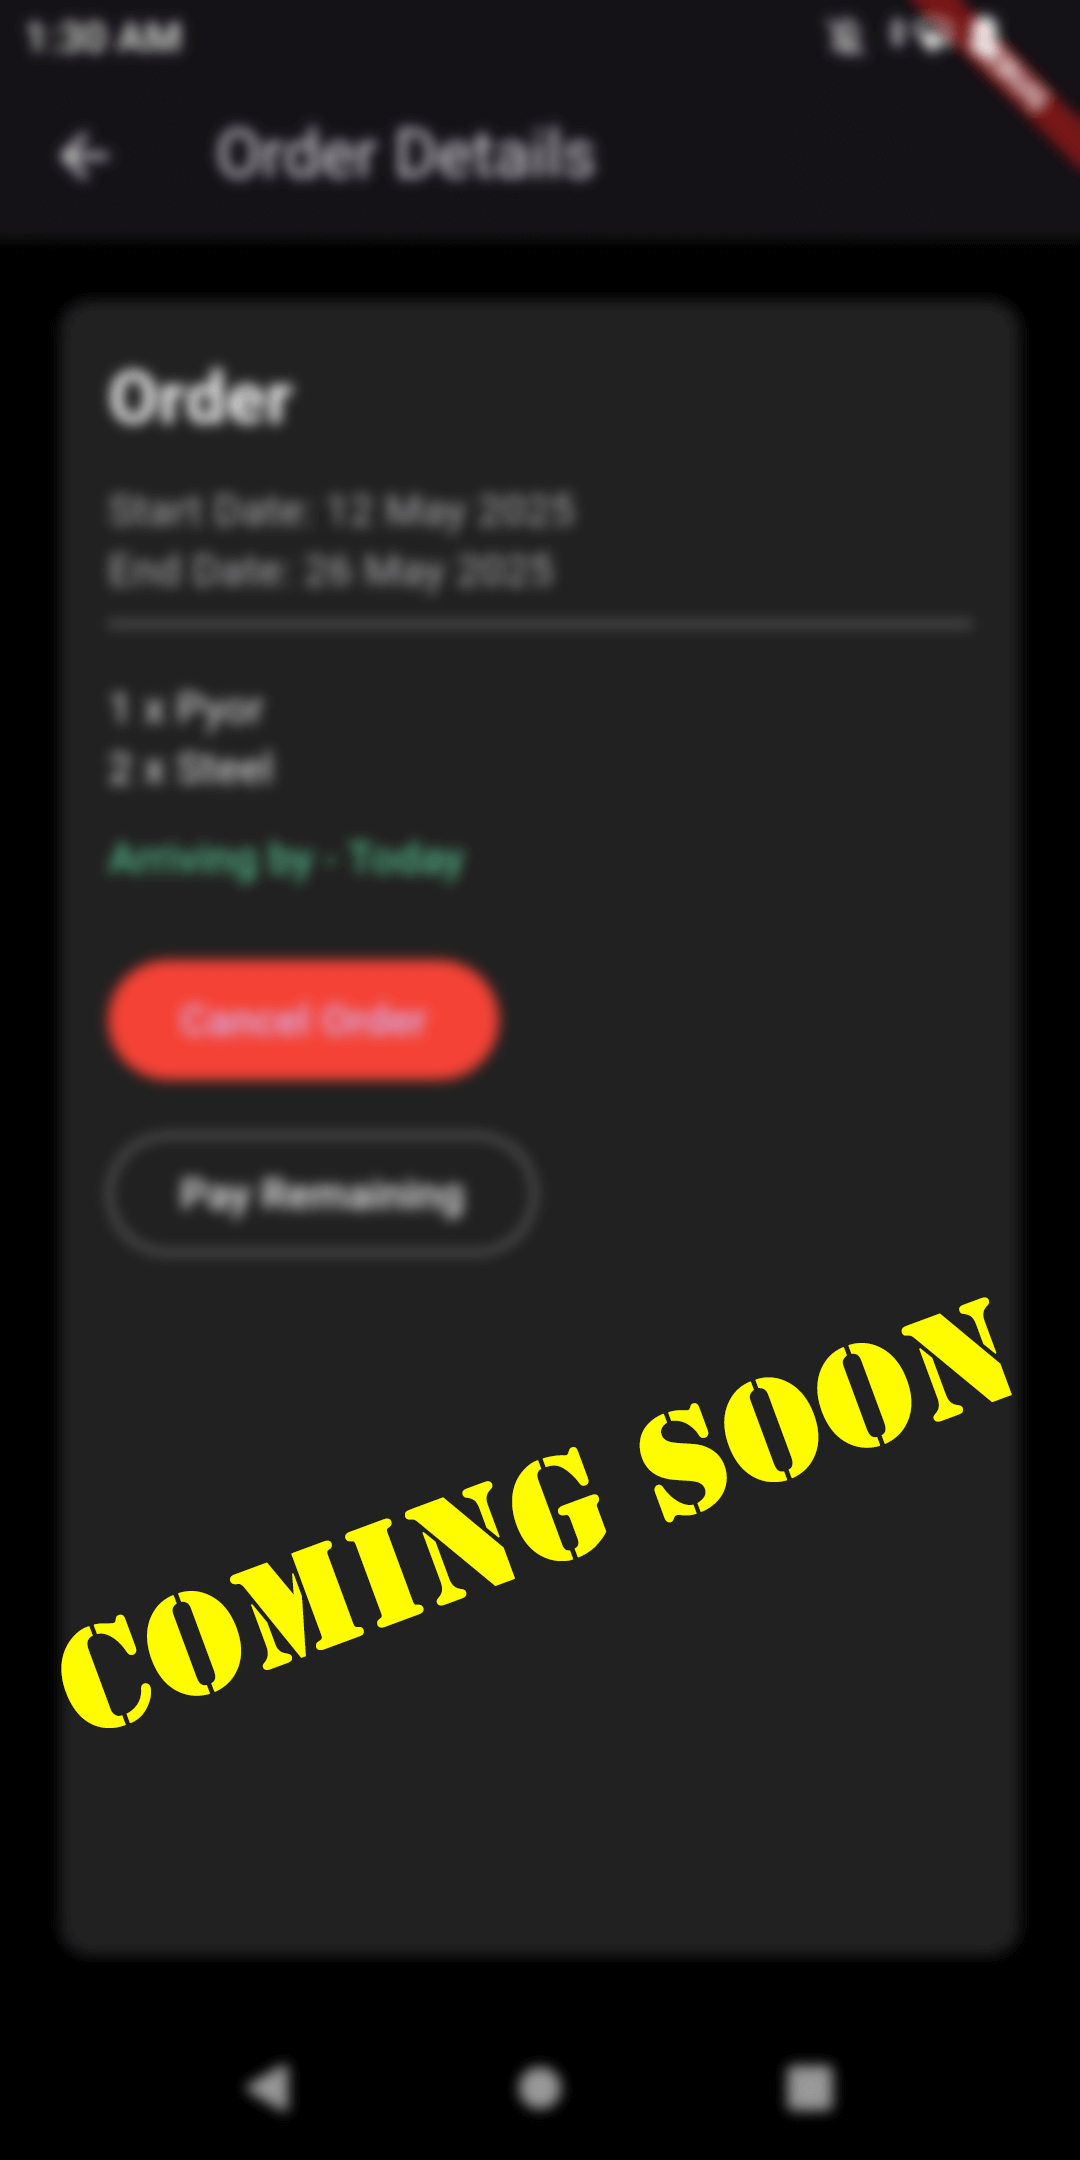 1:30 AM
Order Details
Order
Start Date: 12 May 2025
End Date: 26 May 2025
1 x Pyor
2 x Steel
Arriving by - Today
Cancel Order
Pay Remaining
COMING SOON